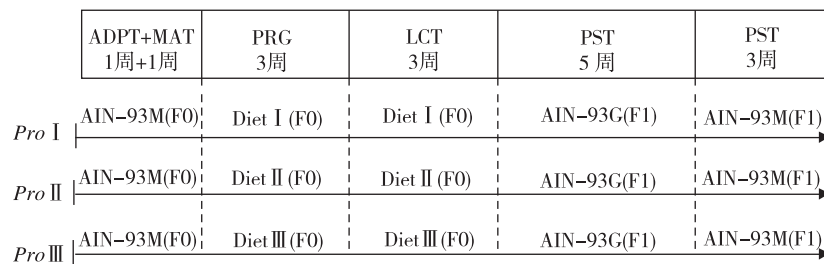 ADPT+MAT PRG LCT PST PST
1周+1周 3周 3周 5 周 3周
Pro Ⅰ AIN-93M(F0) Diet Ⅰ (F0) Diet Ⅰ (F0) AIN-93G(F1) AIN-93M(F1)
Pro Ⅱ AIN-93M(F0) Diet Ⅱ (F0) Diet Ⅱ (F0) AIN-93G(F1) AIN-93M(F1)
Pro Ⅲ AIN-93M(F0) Diet Ⅲ (F0) Diet Ⅲ (F0) AIN-93G(F1) AIN-93M(F1)